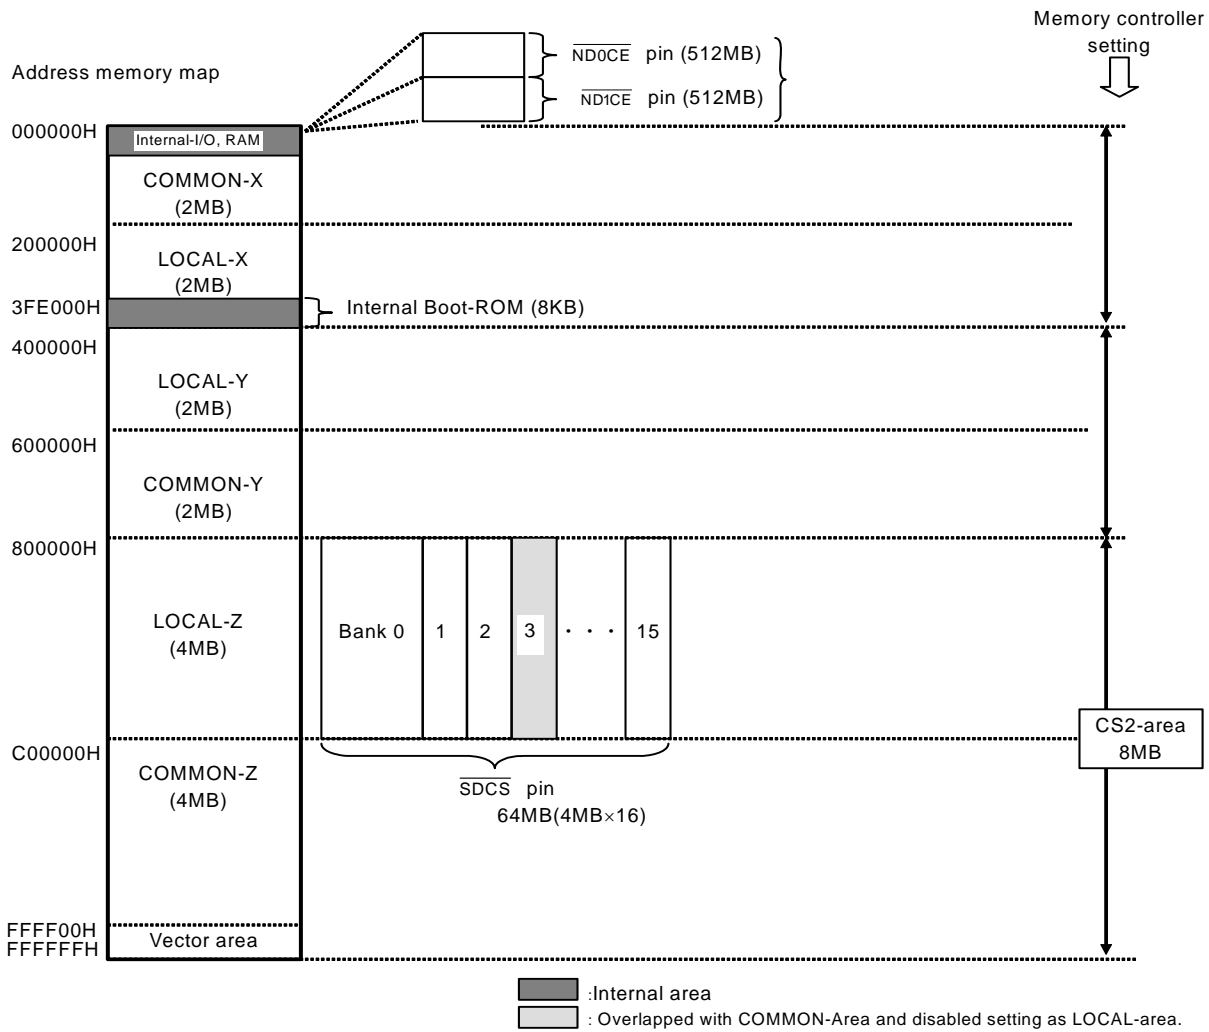 Memory controller
setting
Address memory map
ND0CE pin (512MB)
ND1CE pin (512MB)
000000H
Internal-I/O, RAM
COMMON-X
(2MB)
200000H
LOCAL-X
(2MB)
3FE000H
Internal Boot-ROM (8KB)
400000H
LOCAL-Y
(2MB)
600000H
COMMON-Y
(2MB)
800000H
LOCAL-Z
(4MB)
Bank 0 1 2 3 · · · 15
CS2-area
8MB
C00000H
COMMON-Z
(4MB)
SDCS pin
64MB(4MB×16)
FFFF00H
Vector area
FFFFFFH
:Internal area
: Overlapped with COMMON-Area and disabled setting as LOCAL-area.